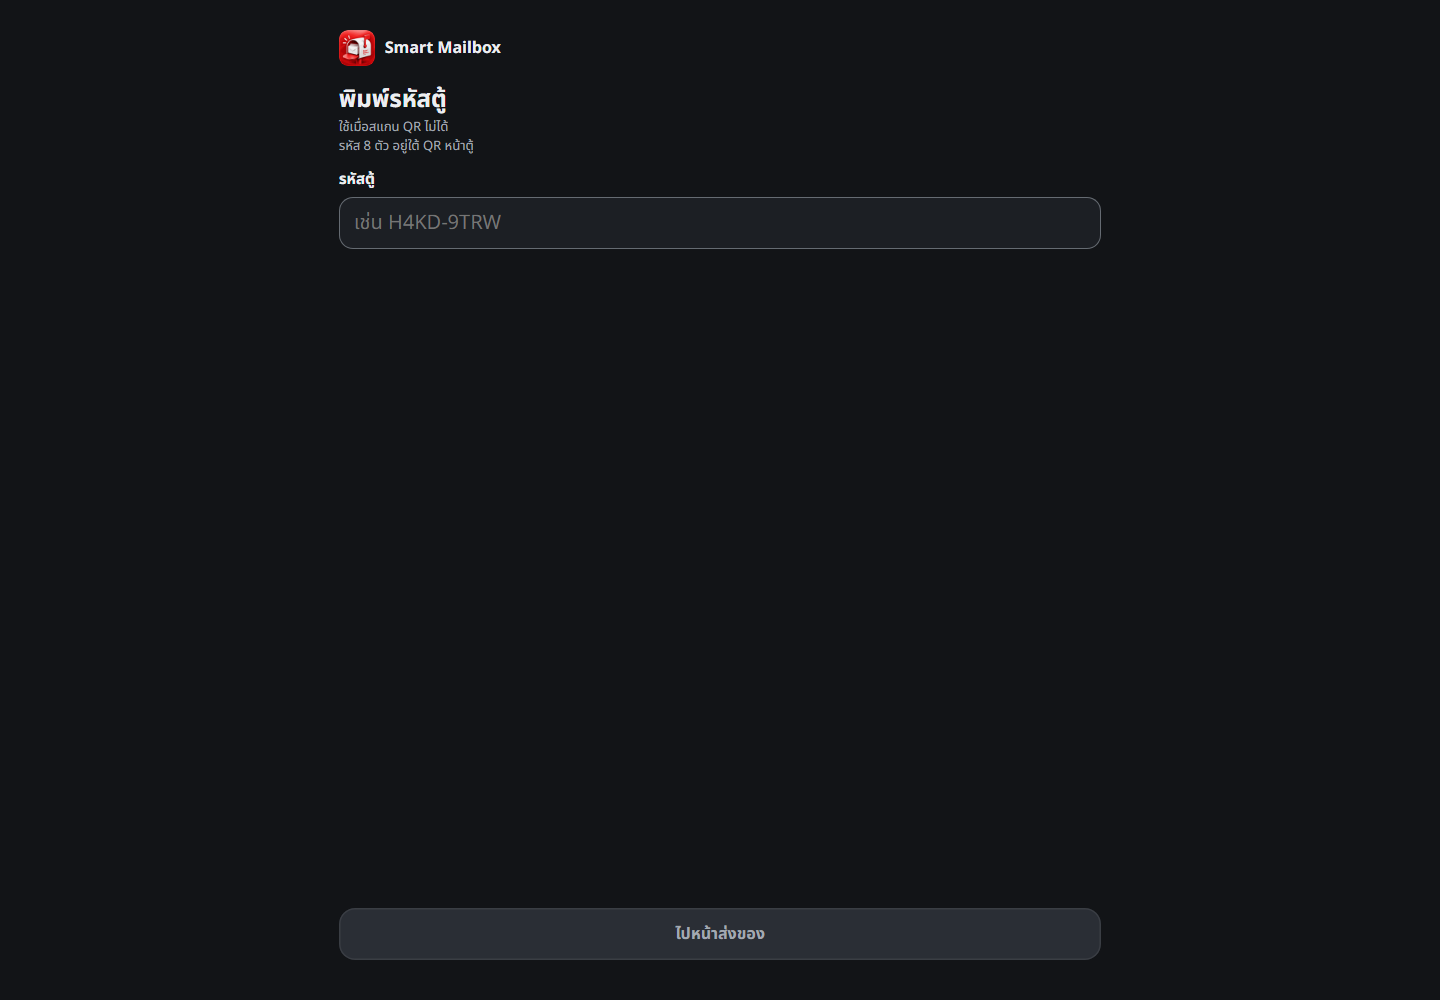 Smart Mailbox
พิมพ์รหัสตู้
ใช้เมื่อสแกน QR ไม่ได้
รหัส 8 ตัว อยู่ใต้ QR หน้าตู้
รหัสตู้
เช่น H4KD-9TRW
ไปหน้าส่งของ